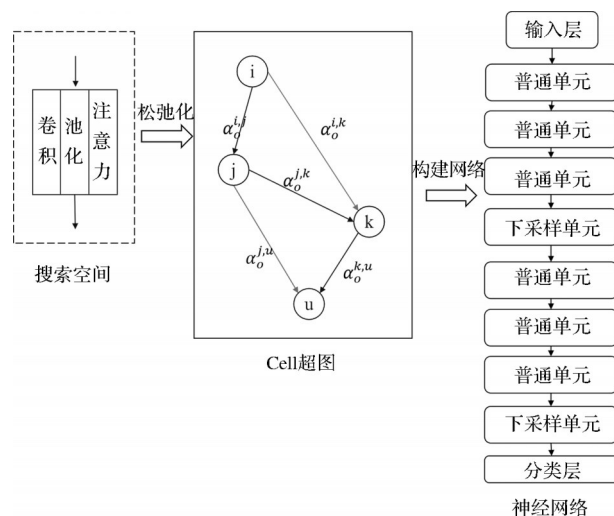 卷积
池化
注意力
搜索空间
松弛化
i
α_o^{i,j}
α_o^{i,k}
j
α_o^{j,k}
k
α_o^{j,u}
α_o^{k,u}
u
Cell超图
构建网络
输入层
普通单元
普通单元
普通单元
下采样单元
普通单元
普通单元
普通单元
下采样单元
分类层
神经网络